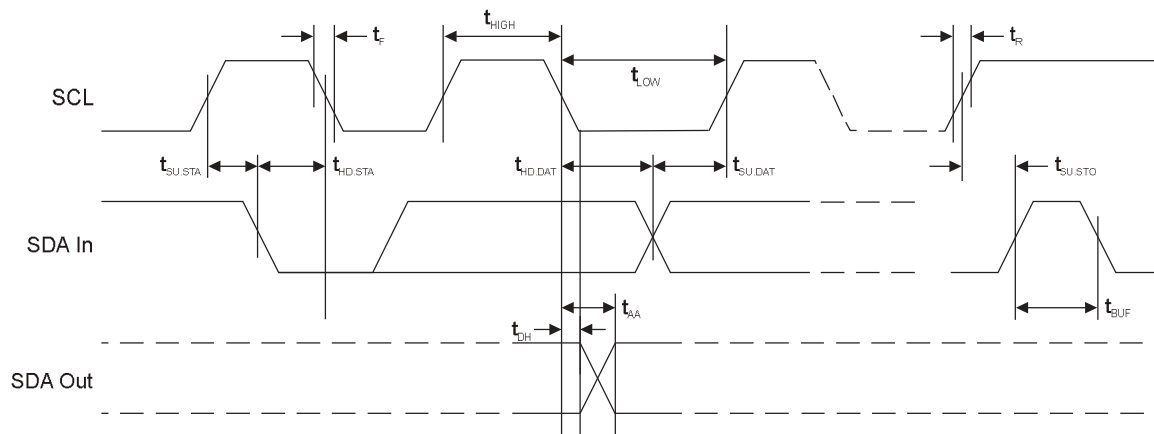 tF
tHIGH
tLOW
tR
SCL
tSU.STA
tHD.STA
tHD.DAT
tSU.DAT
tSU.STO
SDA In
tDH
tAA
tBUF
SDA Out